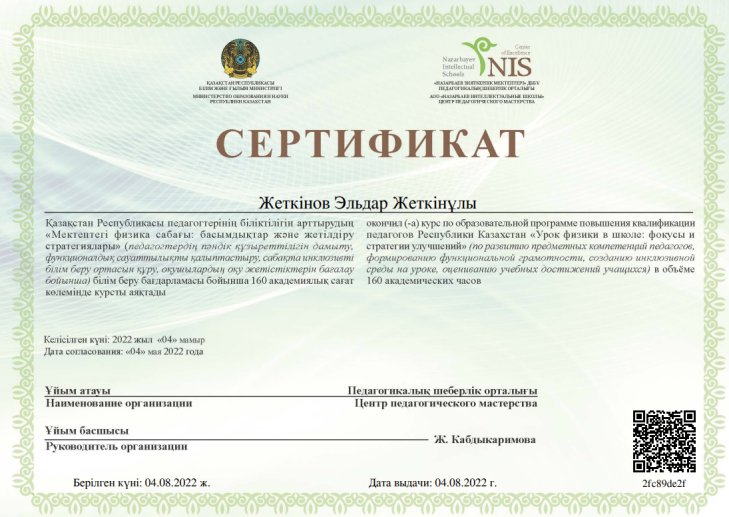 ҚАЗАҚСТАН РЕСПУБЛИКАСЫ
БІЛІМ ЖӘНЕ ҒЫЛЫМ МИНИСТРЛІГІ
МИНИСТЕРСТВО ОБРАЗОВАНИЯ И НАУКИ
РЕСПУБЛИКИ КАЗАХСТАН
Nazarbayev
Intellectual
Schools
NIS
Center
of Excellence
«НАЗАРБАЕВ ЗИЯТКЕРЛІК МЕКТЕПТЕРІ» ДББҰ
ПЕДАГОГИКАЛЫҚ ШЕБЕРЛІК ОРТАЛЫҒЫ
АОО «НАЗАРБАЕВ ИНТЕЛЛЕКТУАЛЬНЫЕ ШКОЛЫ»
ЦЕНТР ПЕДАГОГИЧЕСКОГО МАСТЕРСТВА
СЕРТИФИКАТ
Жеткінов Эльдар Жеткінұлы
Қазақстан Республикасы педагогтерінің біліктілігін арттырудың
«Мектептегі физика сабағы: басымдықтар және жетілдіру
стратегиялары» (педагогтердің пәндік құзыреттілігін дамыту,
функционалдық сауаттылықты қалыптастыру, сабақта инклюзивті
білім беру ортасын құру, оқушылардың оқу жетістіктерін бағалау
бойынша) білім беру бағдарламасы бойынша 160 академиялық сағат
көлемінде курсты аяқтады
окончил (-а) курс по образовательной программе повышения квалификации
педагогов Республики Казахстан «Урок физики в школе: фокусы и
стратегии улучшений» (по развитию предметных компетенций педагогов,
формированию функциональной грамотности, созданию инклюзивной
среды на уроке, оцениванию учебных достижений учащихся) в объёме
160 академических часов
Келісілген күні: 2022 жыл «04» мамыр
Дата согласования: «04» мая 2022 года
Ұйым атауы
Наименование организации
Педагогикалық шеберлік орталығы
Центр педагогического мастерства
Ұйым басшысы
Руководитель организации
Ж. Кабдыкаримова
Берілген күні: 04.08.2022 ж.
Дата выдачи: 04.08.2022 г.
2fc89de2f